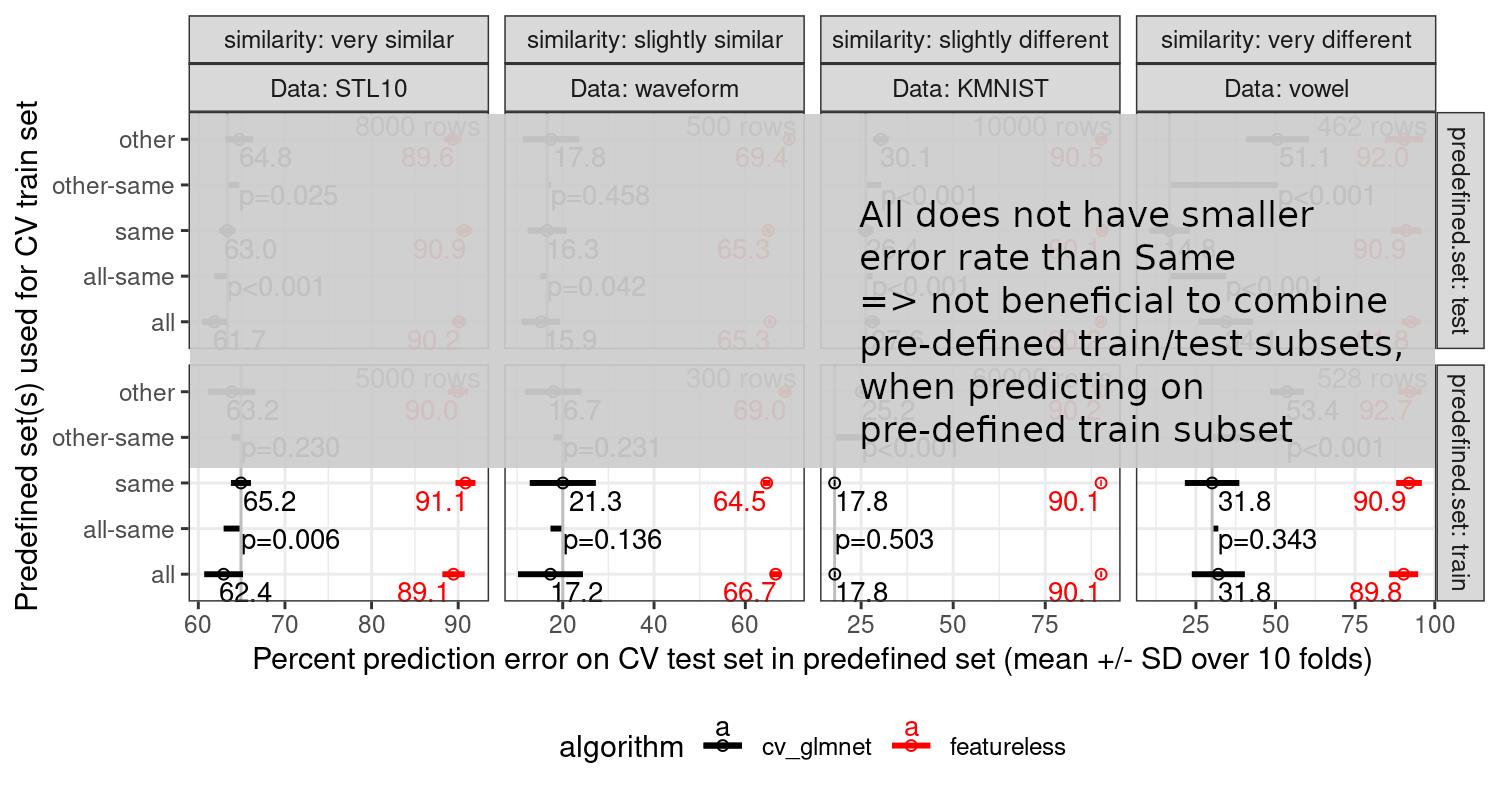 similarity: very similar
similarity: slightly similar
similarity: slightly different
similarity: very different
Data: STL10
Data: waveform
Data: KMNIST
Data: vowel
Predefined set(s) used for CV train set
other
other-same
same
all-same
all
8000 rows
64.8 89.6
p=0.025
63.0 90.9
p<0.001
61.7 90.2
500 rows
17.8 69.4
p=0.458
16.3 65.3
p=0.042
15.9 65.3
10000 rows
30.1 90.5
p<0.001
462 rows
51.1 92.0
p<0.001
90.9
predefined.set: test
All does not have smaller
error rate than Same
=> not beneficial to combine
pre-defined train/test subsets,
when predicting on
pre-defined train subset
other
other-same
same
all-same
all
5000 rows
63.2 90.0
p=0.230
65.2 91.1
p=0.006
62.4 89.1
300 rows
16.7 69.0
p=0.231
21.3 64.5
p=0.136
17.2 66.7
25.2 90.2
p<0.001
17.8 90.1
p=0.503
17.8 90.1
528 rows
53.4 92.7
p<0.001
31.8 90.9
p=0.343
31.8 89.8
predefined.set: train
60 70 80 90
20 40 60
25 50 75
25 50 75 100
Percent prediction error on CV test set in predefined set (mean +/- SD over 10 folds)
algorithm a cv_glmnet a featureless